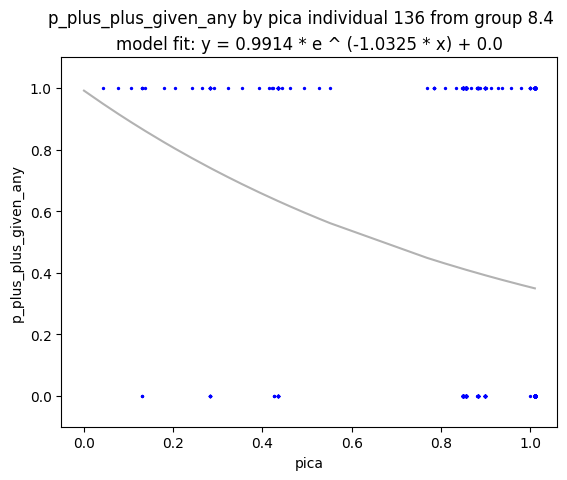 p_plus_plus_given_any by pica individual 136 from group 8.4
model fit: y = 0.9914 * e ^ (-1.0325 * x) + 0.0
1.0
0.8
0.6
0.4
0.2
0.0
p_plus_plus_given_any
0.0 0.2 0.4 0.6 0.8 1.0
pica